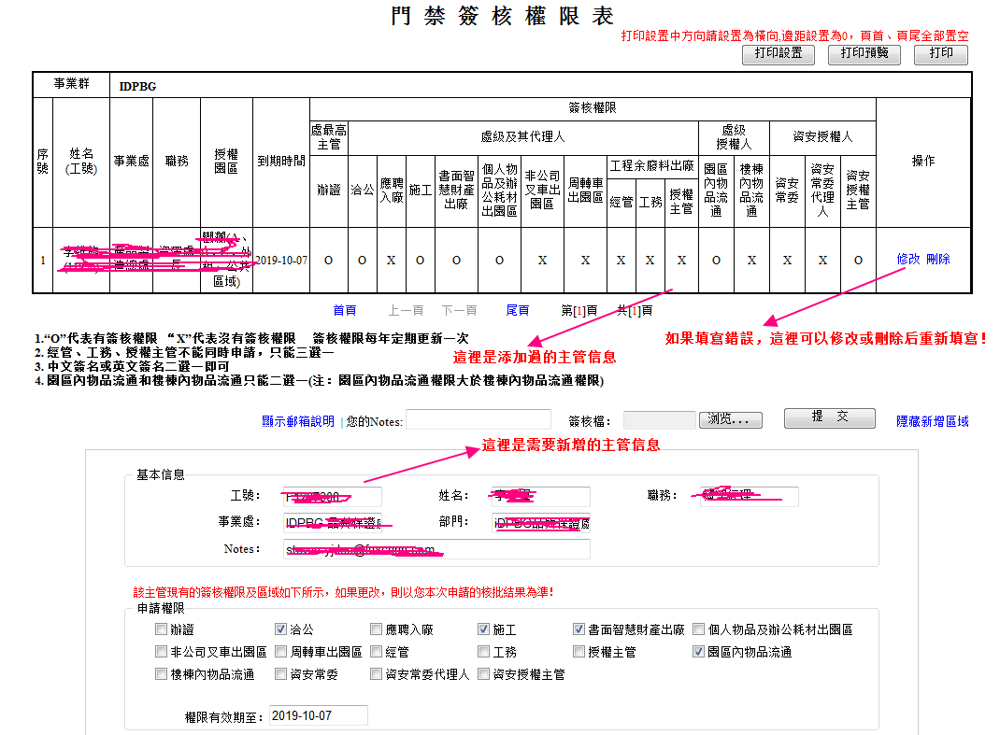 門禁簽核權限表
打印設置中方向請設置為橫向,邊距設置為0，頁首、頁尾全部置空
打印設置 打印預覽 打印
事業群 IDPBG
簽核權限
處最高主管 處級及其代理人 處級授權人 資安授權人
序號 姓名(工號) 事業處 職務 授權園區 到期時間 操作
工程余廢料出廠
辦證 洽公 應聘入廠 施工 書面智慧財產出廠 個人物品及辦公耗材出園區 非公司叉車出園區 周轉車出園區 經管 工務 授權主管 園區內物品流通 樓棟內物品流通 資安常委 資安常委代理人 資安授權主管
1 區域) 2019-10-07 O O X O O O X X X X X O X X X O 修改 刪除
首頁 上一頁 下一頁 尾頁 第[1]頁 共[1]頁
如果填寫錯誤，這裡可以修改或刪除后重新填寫！
這裡是添加過的主管信息
1.“O”代表有簽核權限 “X”代表沒有簽核權限 簽核權限每年定期更新一次
2. 經管、工務、授權主管不能同時申請，只能三選一
3. 中文簽名或英文簽名二選一即可
4. 園區內物品流通和樓棟內物品流通只能二選一(注：園區內物品流通權限大於樓棟內物品流通權限)
顯示郵箱說明 | 您的Notes: 簽核檔： 浏览... 提 交 隱藏新增區域
這裡是需要新增的主管信息
基本信息
工號： 姓名： 職務：
事業處： IDPBG 部門：
Notes：
該主管現有的簽核權限及區域如下所示，如果更改，則以您本次申請的核批結果為準！
申請權限
辦證 洽公 應聘入廠 施工 書面智慧財產出廠 個人物品及辦公耗材出園區
非公司叉車出園區 周轉車出園區 經管 工務 授權主管 園區內物品流通
樓棟內物品流通 資安常委 資安常委代理人 資安授權主管
權限有效期至： 2019-10-07